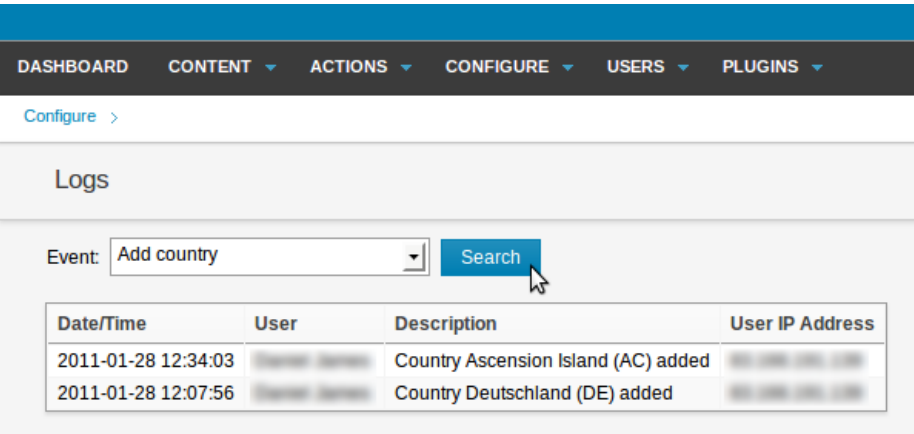 DASHBOARD CONTENT ACTIONS CONFIGURE USERS PLUGINS
Configure >
Logs
Event: Add country Search
Date/Time User Description User IP Address
2011-01-28 12:34:03 Country Ascension Island (AC) added
2011-01-28 12:07:56 Country Deutschland (DE) added